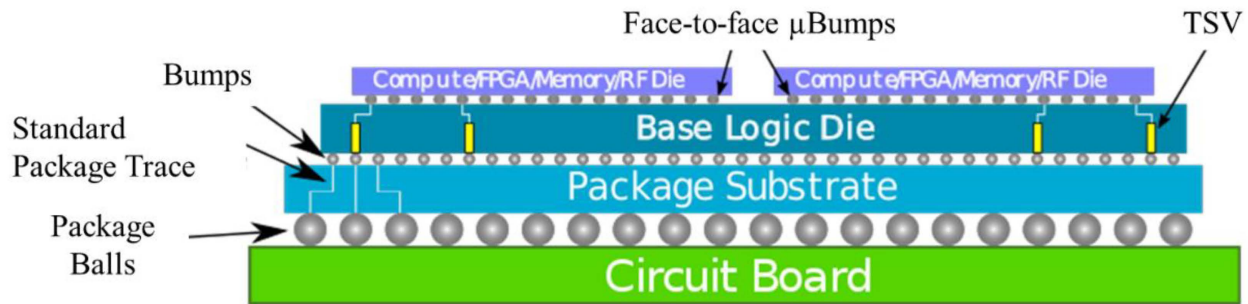 Face-to-face µBumps
TSV
Bumps
Compute/FPGA/Memory/RF Die
Compute/FPGA/Memory/RF Die
Standard
Package Trace
Base Logic Die
Package Substrate
Package
Balls
Circuit Board